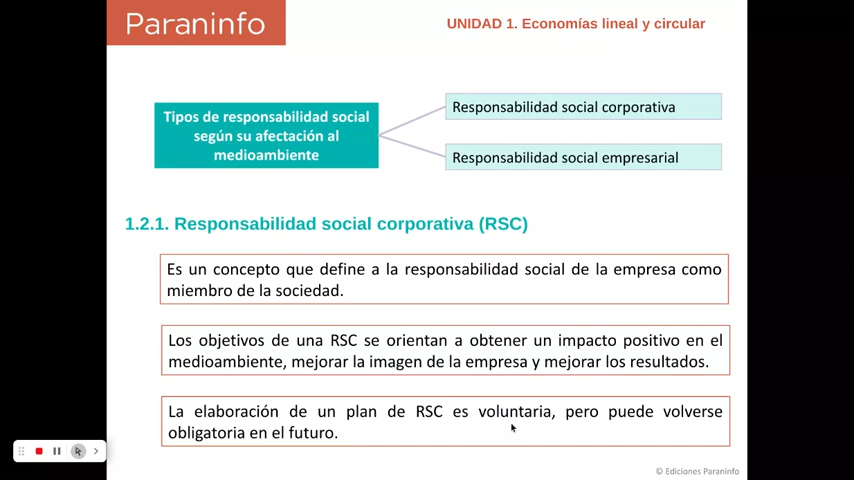 Paraninfo
UNIDAD 1. Economías lineal y circular
Tipos de responsabilidad social
según su afectación al
medioambiente
Responsabilidad social corporativa
Responsabilidad social empresarial
1.2.1. Responsabilidad social corporativa (RSC)
Es un concepto que define a la responsabilidad social de la empresa como
miembro de la sociedad.
Los objetivos de una RSC se orientan a obtener un impacto positivo en el
medioambiente, mejorar la imagen de la empresa y mejorar los resultados.
La elaboración de un plan de RSC es voluntaria, pero puede volverse
obligatoria en el futuro.
© Ediciones Paraninfo